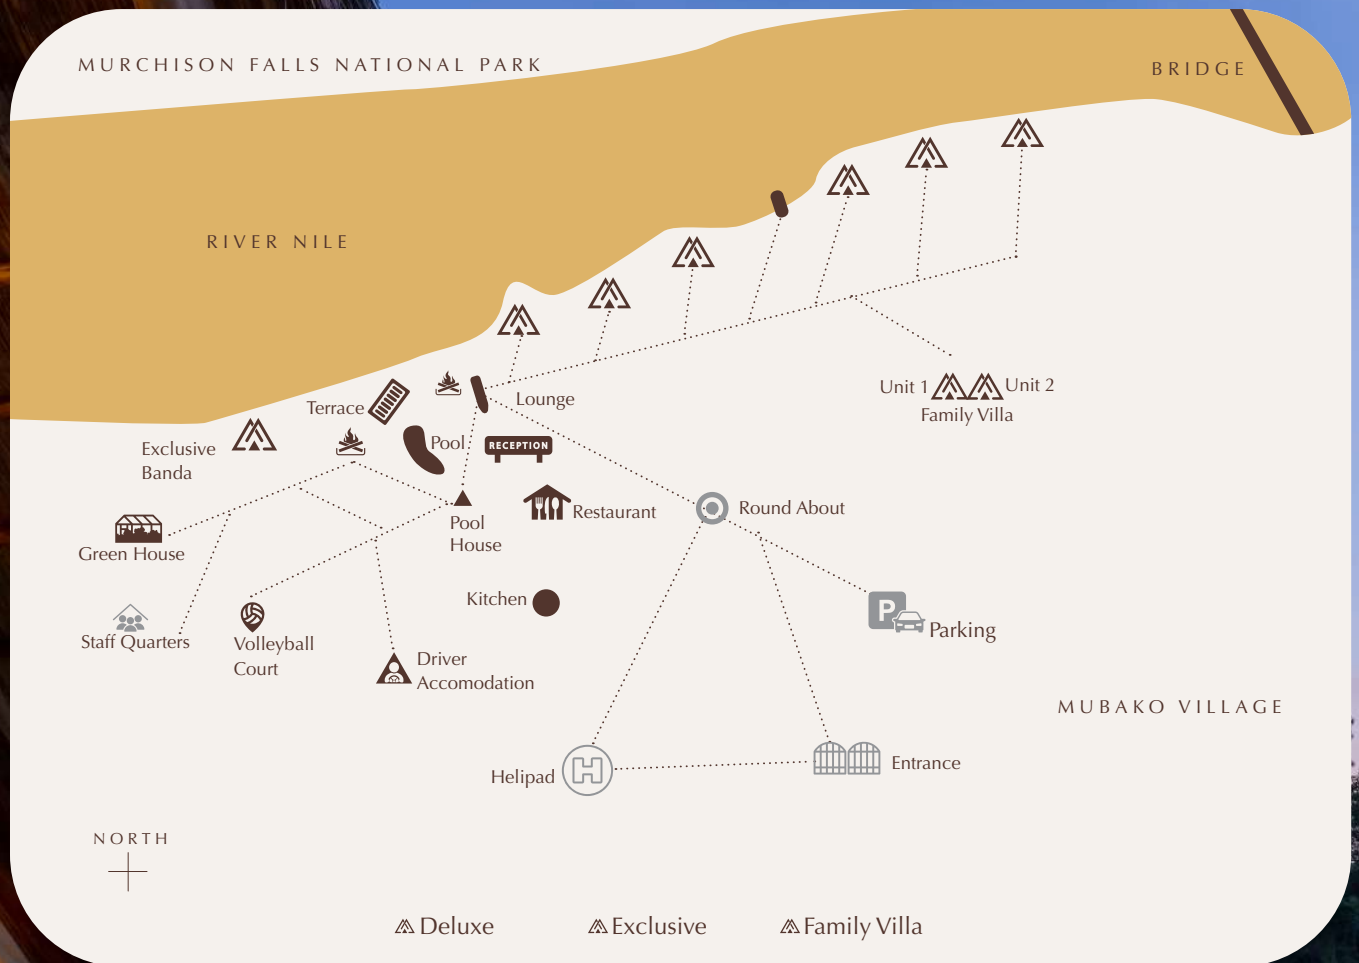 MURCHISON FALLS NATIONAL PARK
BRIDGE
RIVER NILE
Unit 1
Unit 2
Family Villa
Lounge
Terrace
Pool
RECEPTION
Exclusive
Banda
Restaurant
Round About
Pool
House
Green House
Kitchen
Parking
Staff Quarters
Volleyball
Court
Driver
Accomodation
P
MUBAKO VILLAGE
Helipad
H
Entrance
NORTH
Deluxe
Exclusive
Family Villa